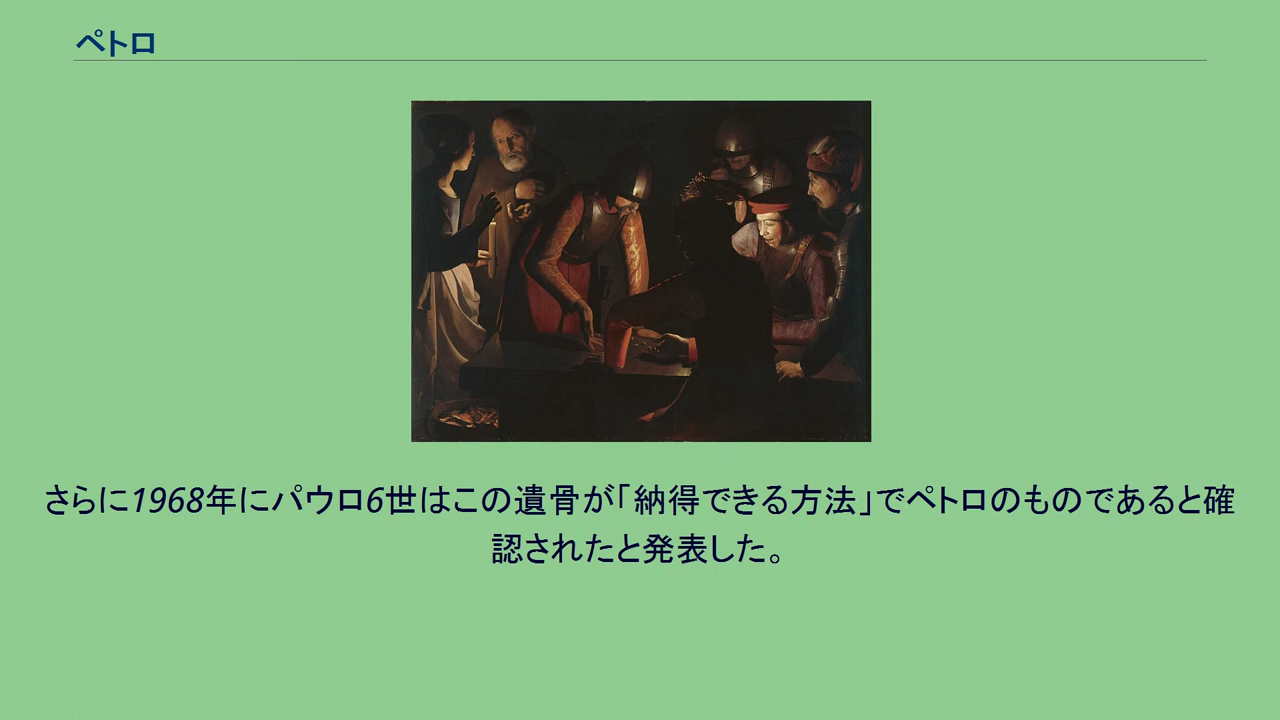 ペトロ
さらに1968年にパウロ6世はこの遺骨が「納得できる方法」でペトロのものであると確
認されたと発表した。